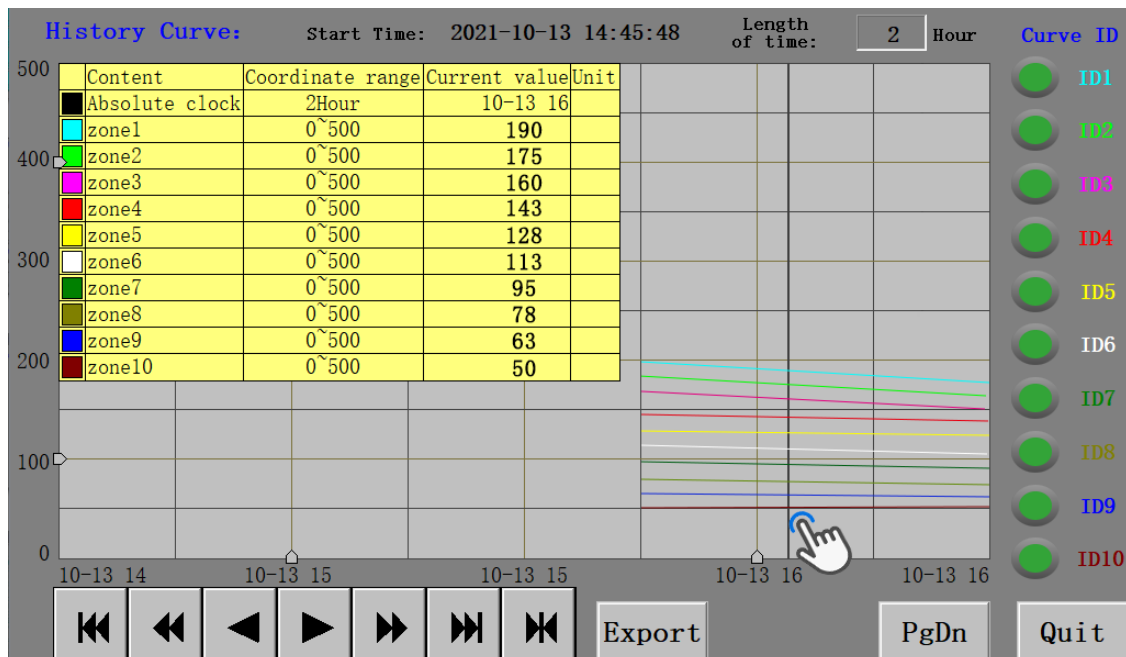 History Curve: Start Time: 2021-10-13 14:45:48 Length of time: 2 Hour Curve ID
500
Content Coordinate range Current value Unit
Absolute clock 2Hour 10-13 16
zone1 0~500 190
zone2 0~500 175
zone3 0~500 160
zone4 0~500 143
zone5 0~500 128
zone6 0~500 113
zone7 0~500 95
zone8 0~500 78
zone9 0~500 63
zone10 0~500 50
400
300
200
100
0
10-13 14 10-13 15 10-13 15 10-13 16 10-13 16
ID1
ID2
ID3
ID4
ID5
ID6
ID7
ID8
ID9
ID10
Export PgDn Quit